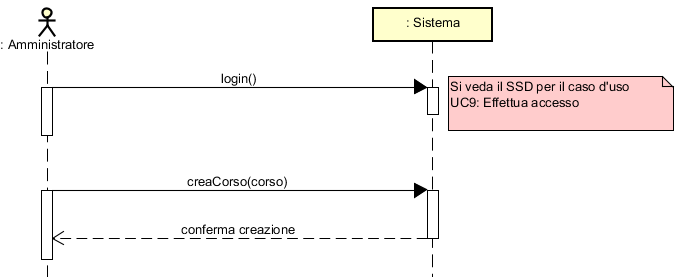 : Sistema
: Amministratore
login()
Si veda il SSD per il caso d'uso
UC9: Effettua accesso
creaCorso(corso)
conferma creazione